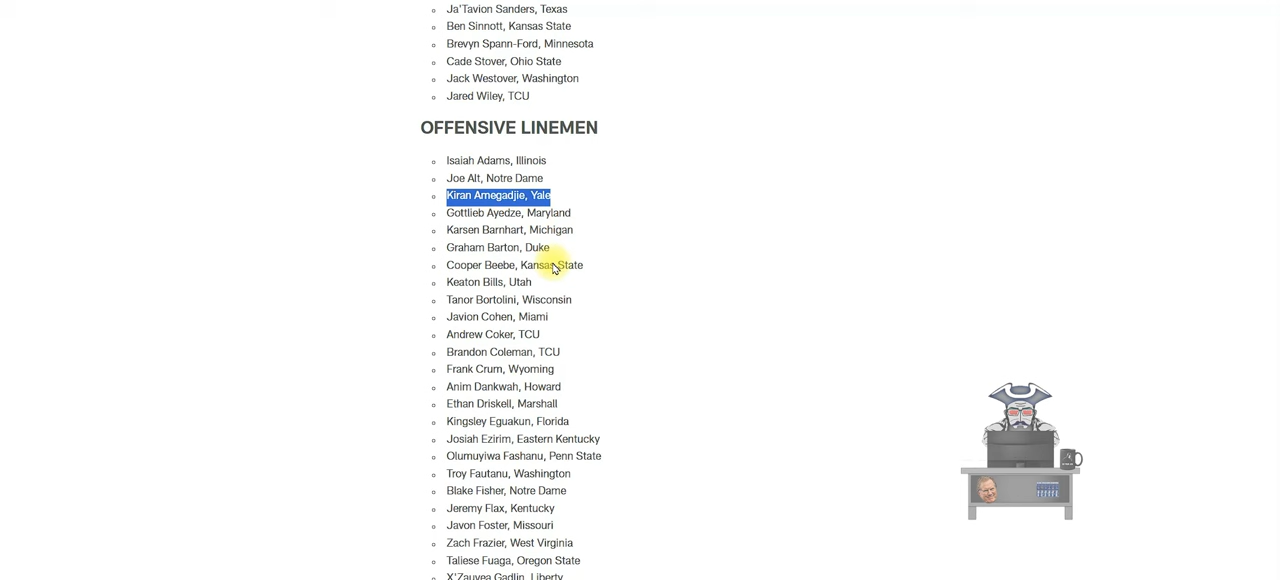 Ja'Tavion Sanders, Texas
Ben Sinnott, Kansas State
Brevyn Spann-Ford, Minnesota
Cade Stover, Ohio State
Jack Westover, Washington
Jared Wiley, TCU
OFFENSIVE LINEMEN
Isaiah Adams, Illinois
Joe Alt, Notre Dame
Kiran Amegadjie, Yale
Gottlieb Ayedze, Maryland
Karsen Barnhart, Michigan
Graham Barton, Duke
Cooper Beebe, Kansas State
Keaton Bills, Utah
Tanor Bortolini, Wisconsin
Javion Cohen, Miami
Andrew Coker, TCU
Brandon Coleman, TCU
Frank Crum, Wyoming
Anim Dankwah, Howard
Ethan Driskell, Marshall
Kingsley Eguakun, Florida
Josiah Ezirim, Eastern Kentucky
Olumuyiwa Fashanu, Penn State
Troy Fautanu, Washington
Blake Fisher, Notre Dame
Jeremy Flax, Kentucky
Javon Foster, Missouri
Zach Frazier, West Virginia
Taliese Fuaga, Oregon State
X'Zauvea Gadlin, Liberty